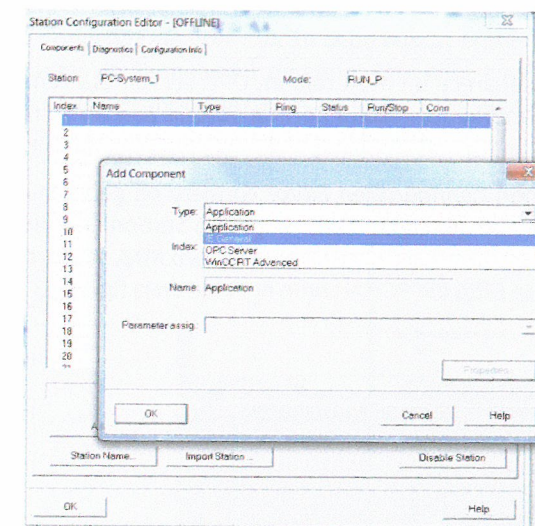 Station Configuration Editor - [OFFLINE]
Components Diagnostics Configuration Info
Station: PC-System_1 Mode: RUN_P
Index Name Type Ring Status Run/Stop Conn
1
2
3
4
5
6
7
8
9
10
11
12
13
14
15
16
17
18
19
20
Add Component
Type: Application
Application
IE General
OPC Server
WinCC RT Advanced
Index:
Name: Application
Parameter assig.:
Properties...
OK Cancel Help
A
Station Name... Import Station ... Disable Station
OK Help